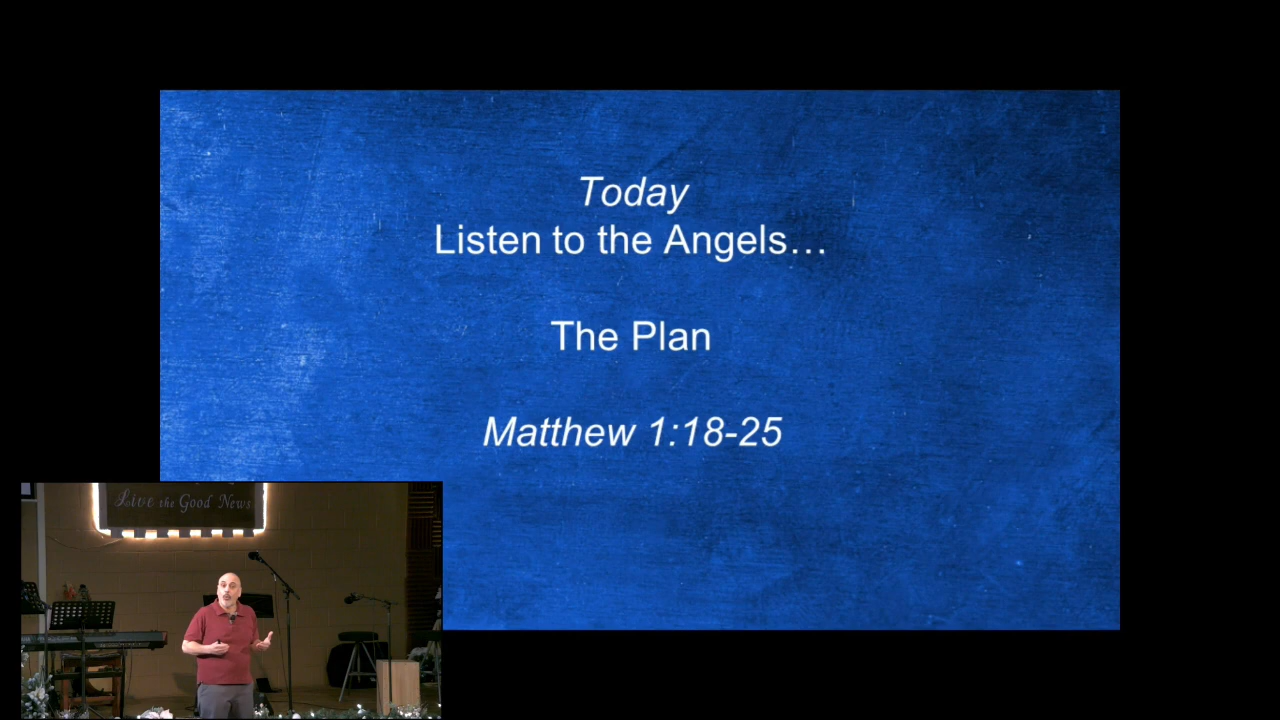 Today
Listen to the Angels…
The Plan
Matthew 1:18-25
Live the Good News